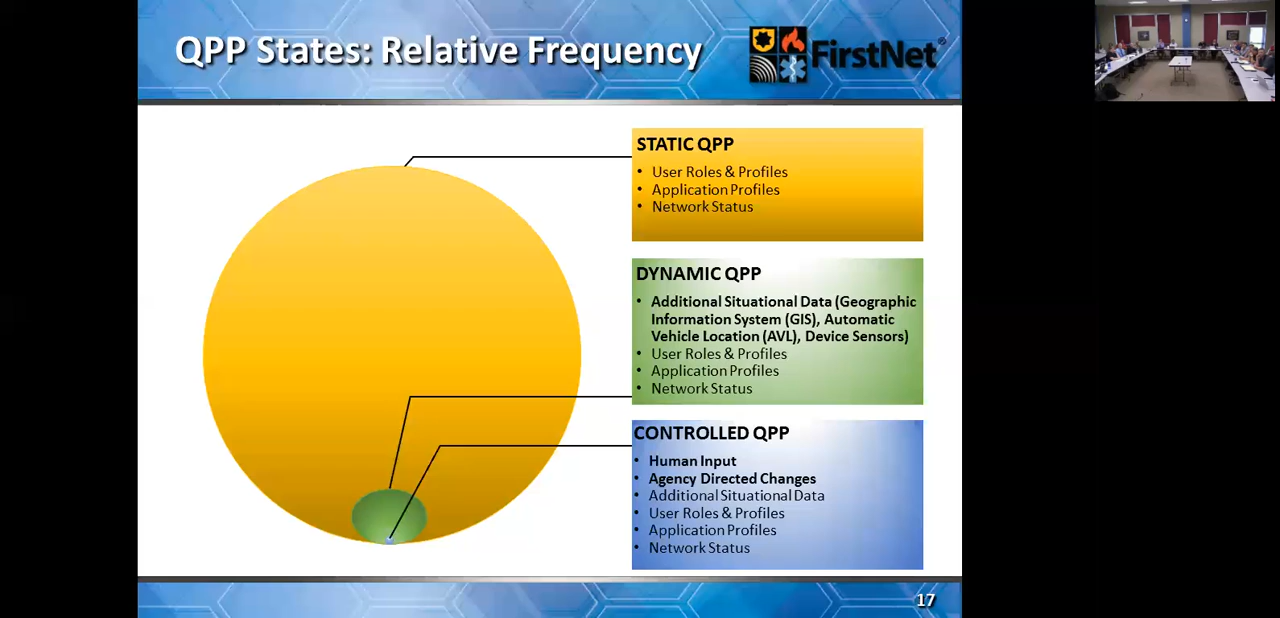 QPP States: Relative Frequency
FirstNet®
STATIC QPP
• User Roles & Profiles
• Application Profiles
• Network Status
DYNAMIC QPP
• Additional Situational Data (Geographic
Information System (GIS), Automatic
Vehicle Location (AVL), Device Sensors)
• User Roles & Profiles
• Application Profiles
• Network Status
CONTROLLED QPP
• Human Input
• Agency Directed Changes
• Additional Situational Data
• User Roles & Profiles
• Application Profiles
• Network Status
17